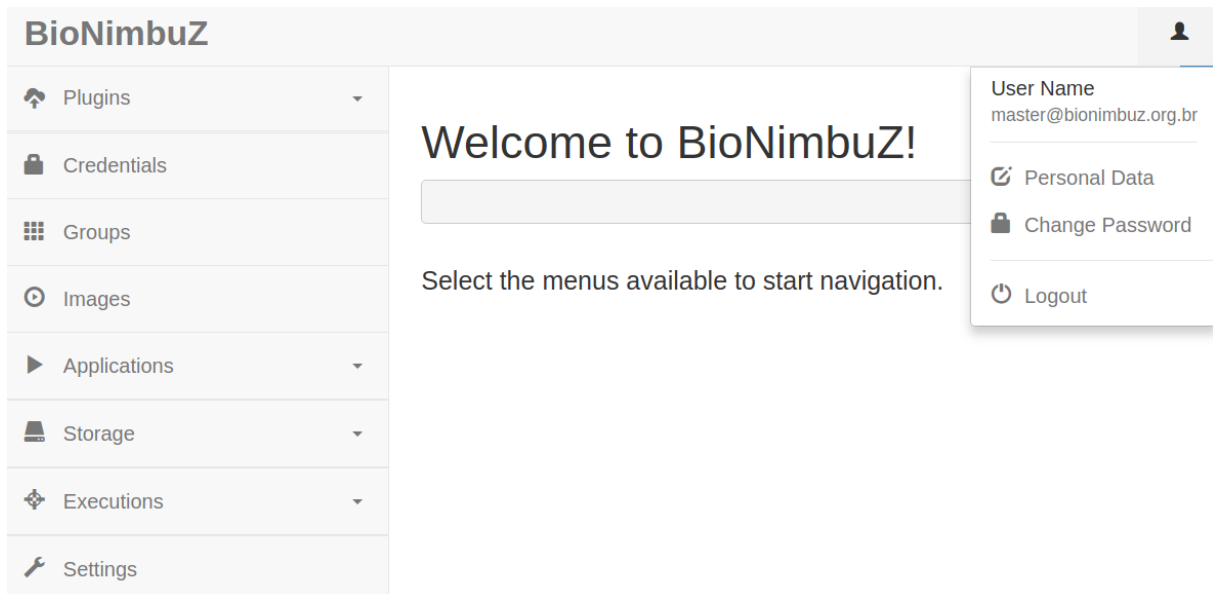 BioNimbuZ
Plugins
Credentials
Groups
Images
Applications
Storage
Executions
Settings
Welcome to BioNimbuZ!
Select the menus available to start navigation.
User Name
master@bionimbuz.org.br
Personal Data
Change Password
Logout